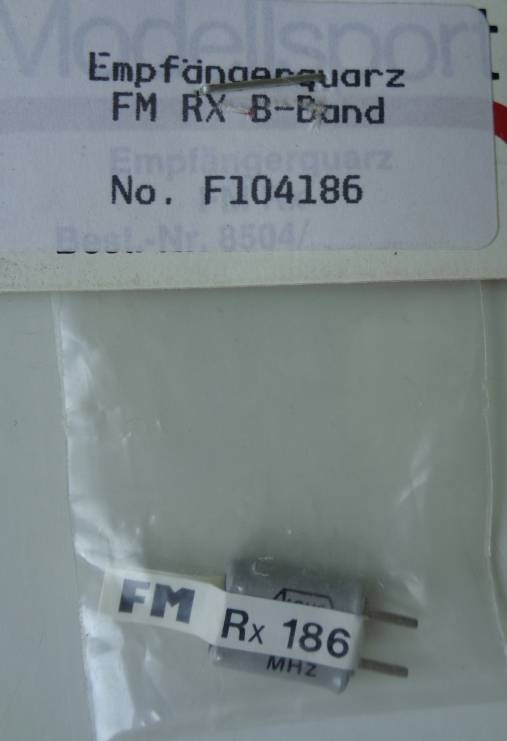 Modellsport
Empfängerquarz
FM RX B-Band
Empfängerquarz
No. F104186
Best.-Nr. 8504/
FM Rx 186
MHz